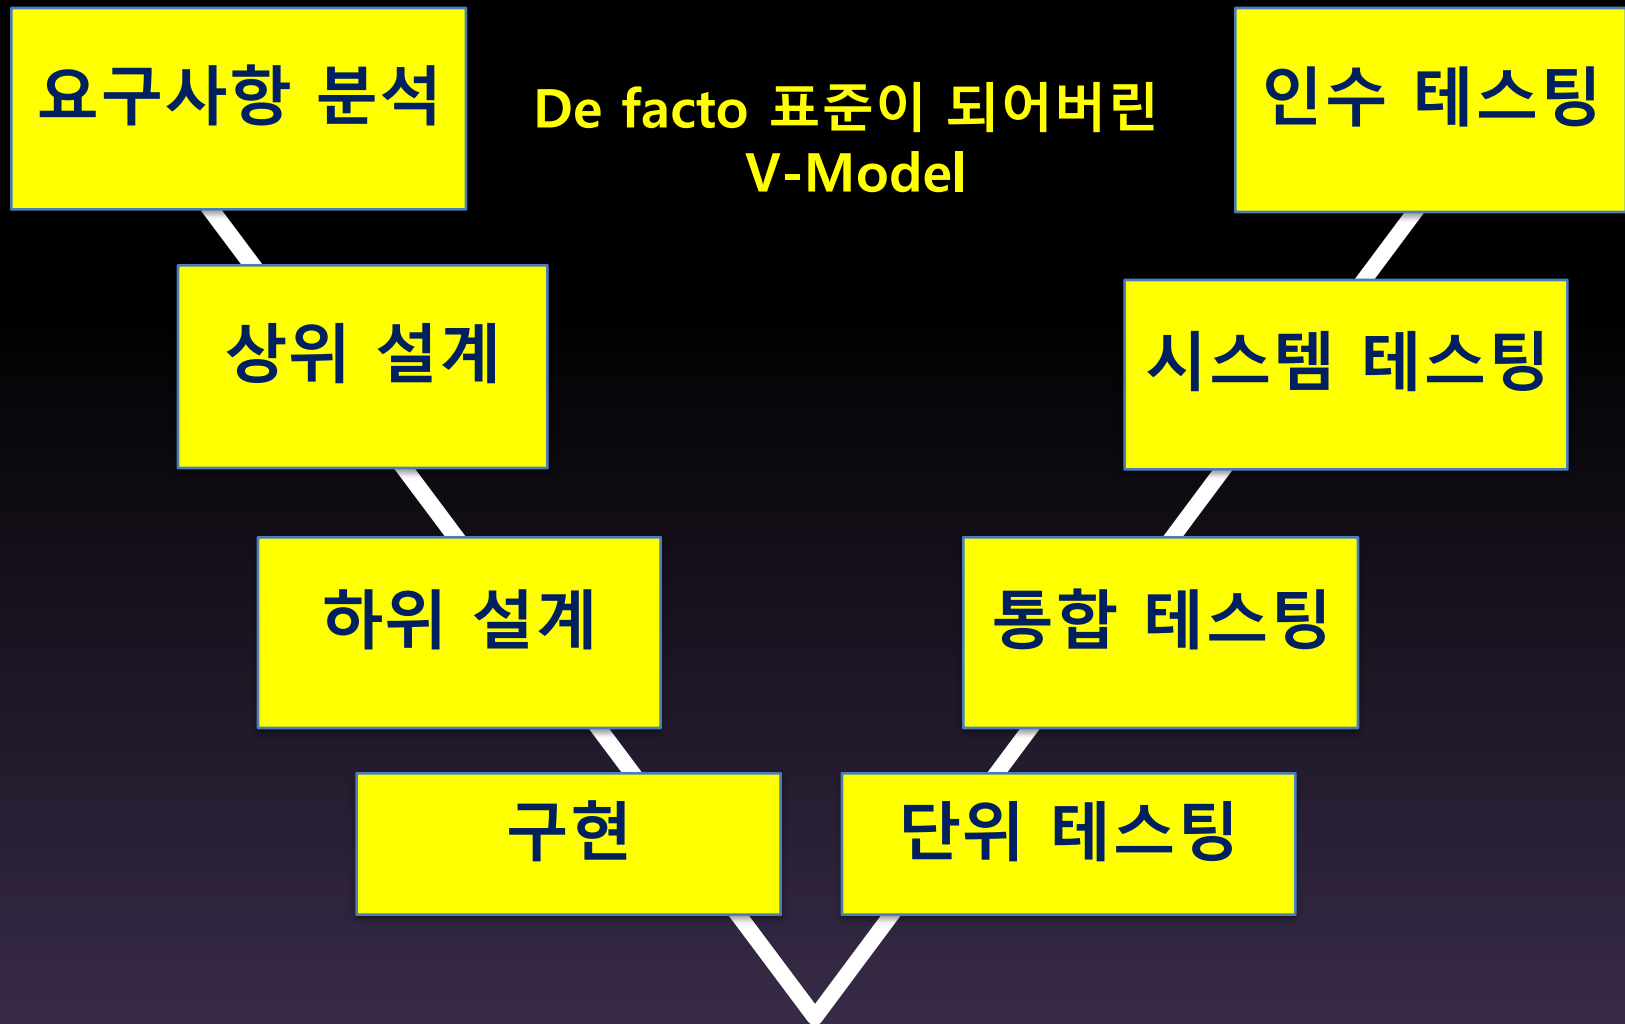 요구사항 분석
De facto 표준이 되어버린
V-Model
인수 테스팅
상위 설계
시스템 테스팅
하위 설계
통합 테스팅
구현
단위 테스팅